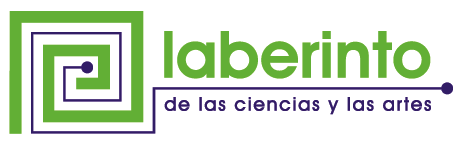 laberinto
de las ciencias y las artes